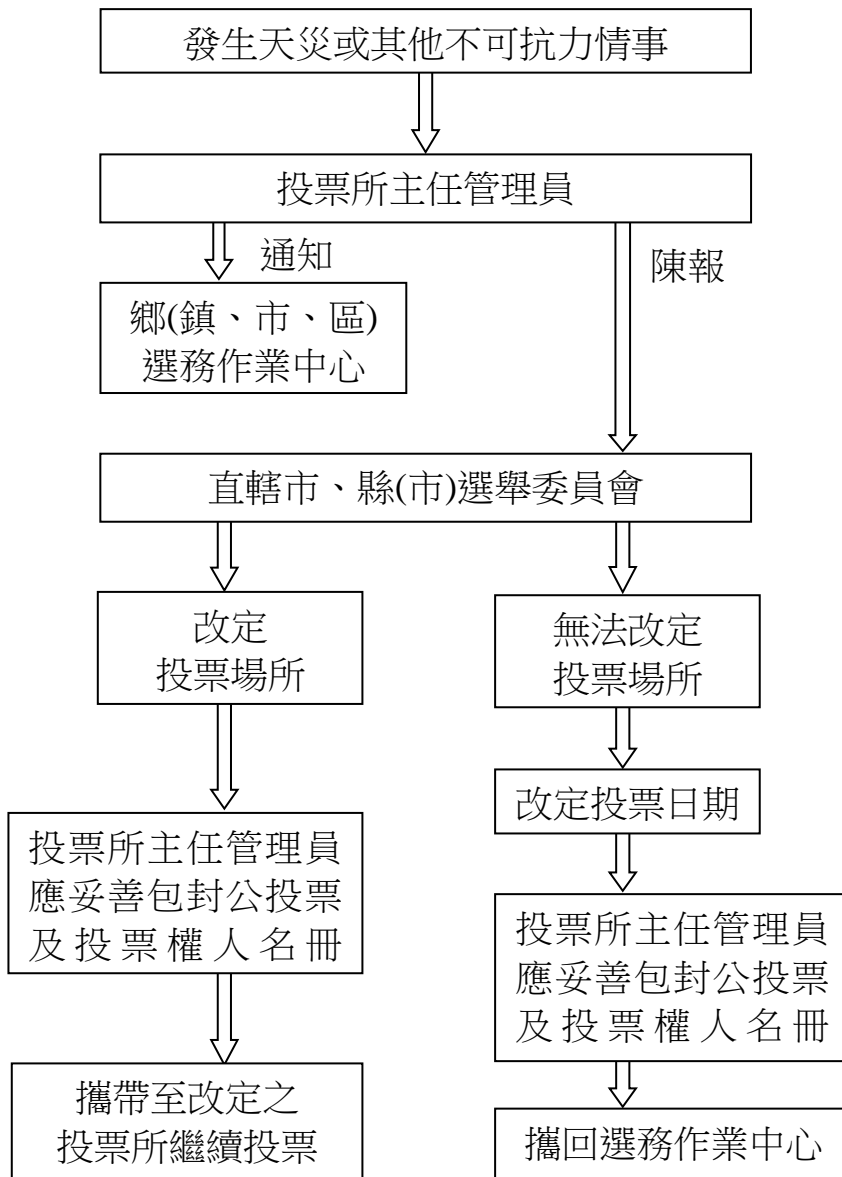 發生天災或其他不可抗力情事
投票所主任管理員
通知
陳報
鄉(鎮、市、區)
選務作業中心
直轄市、縣(市)選舉委員會
改定
投票場所
無法改定
投票場所
改定投票日期
投票所主任管理員
應妥善包封公投票
及投票權人名冊
投票所主任管理員
應妥善包封公投票
及投票權人名冊
攜帶至改定之
投票所繼續投票
攜回選務作業中心